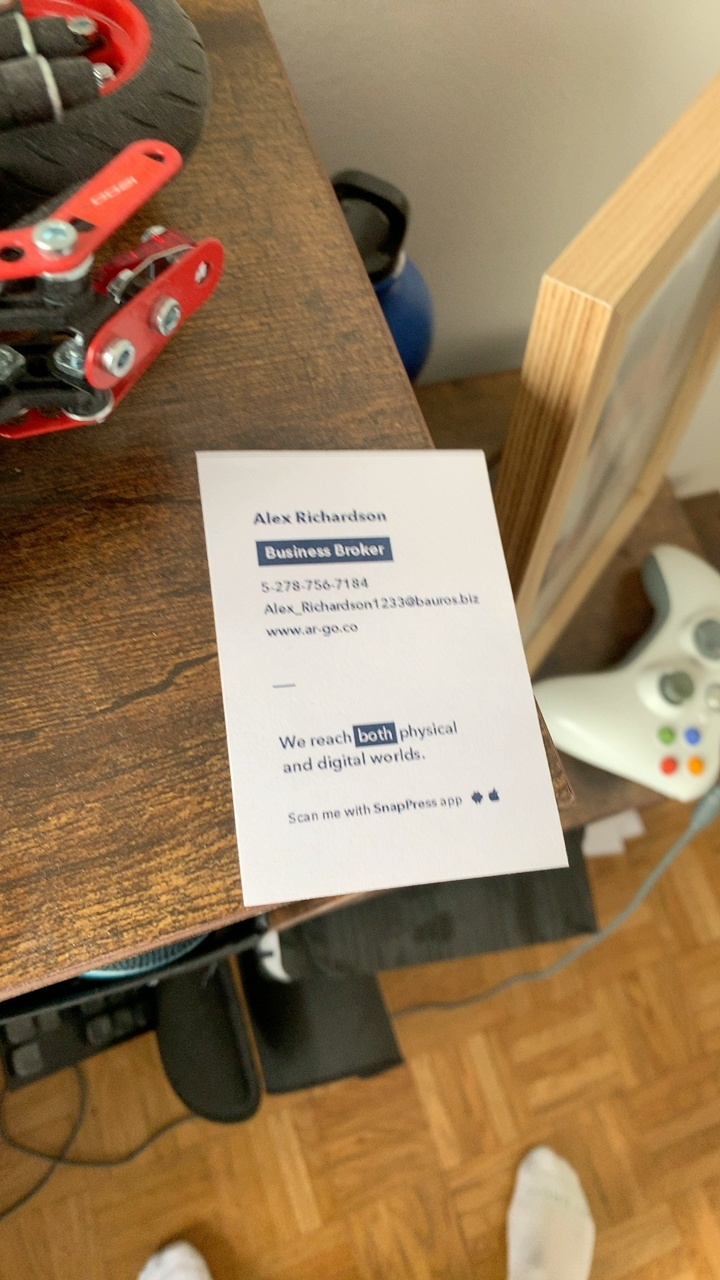 Alex Richardson
Business Broker
5-278-756-7184
Alex_Richardson1233@bauros.biz
www.ar-go.co
We reach both physical
and digital worlds.
Scan me with SnapPress app